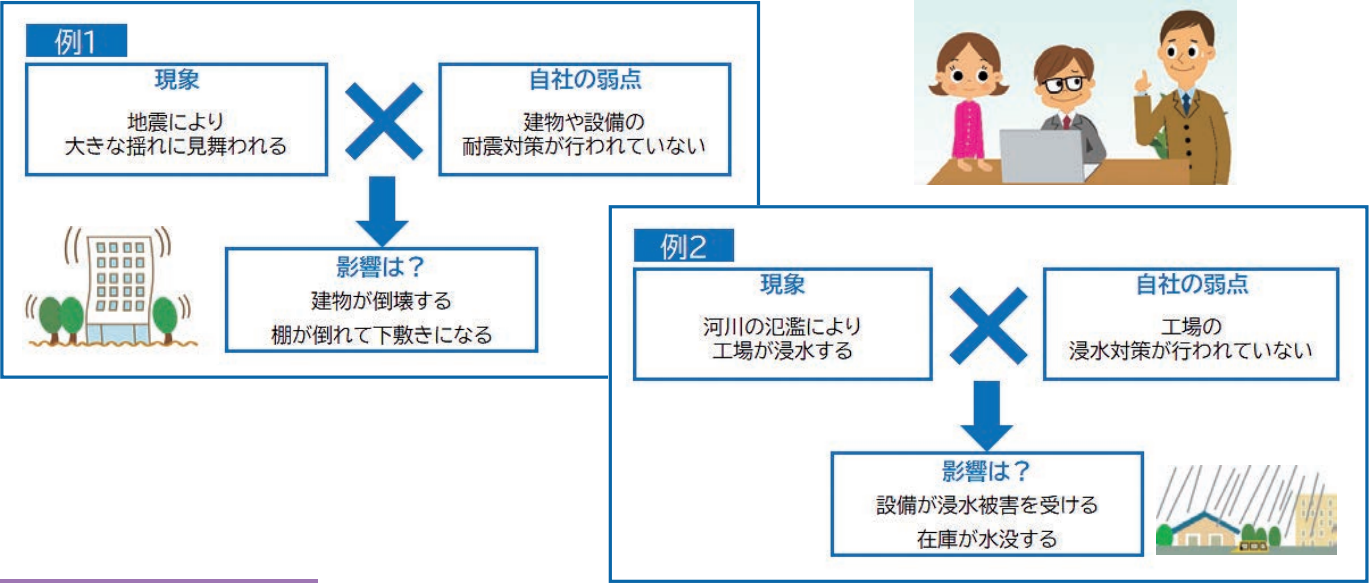 例1
現象
地震により
大きな揺れに見舞われる
自社の弱点
建物や設備の
耐震対策が行われていない
影響は？
建物が倒壊する
棚が倒れて下敷きになる
例2
現象
河川の氾濫により
工場が浸水する
自社の弱点
工場の
浸水対策が行われていない
影響は？
設備が浸水被害を受ける
在庫が水没する